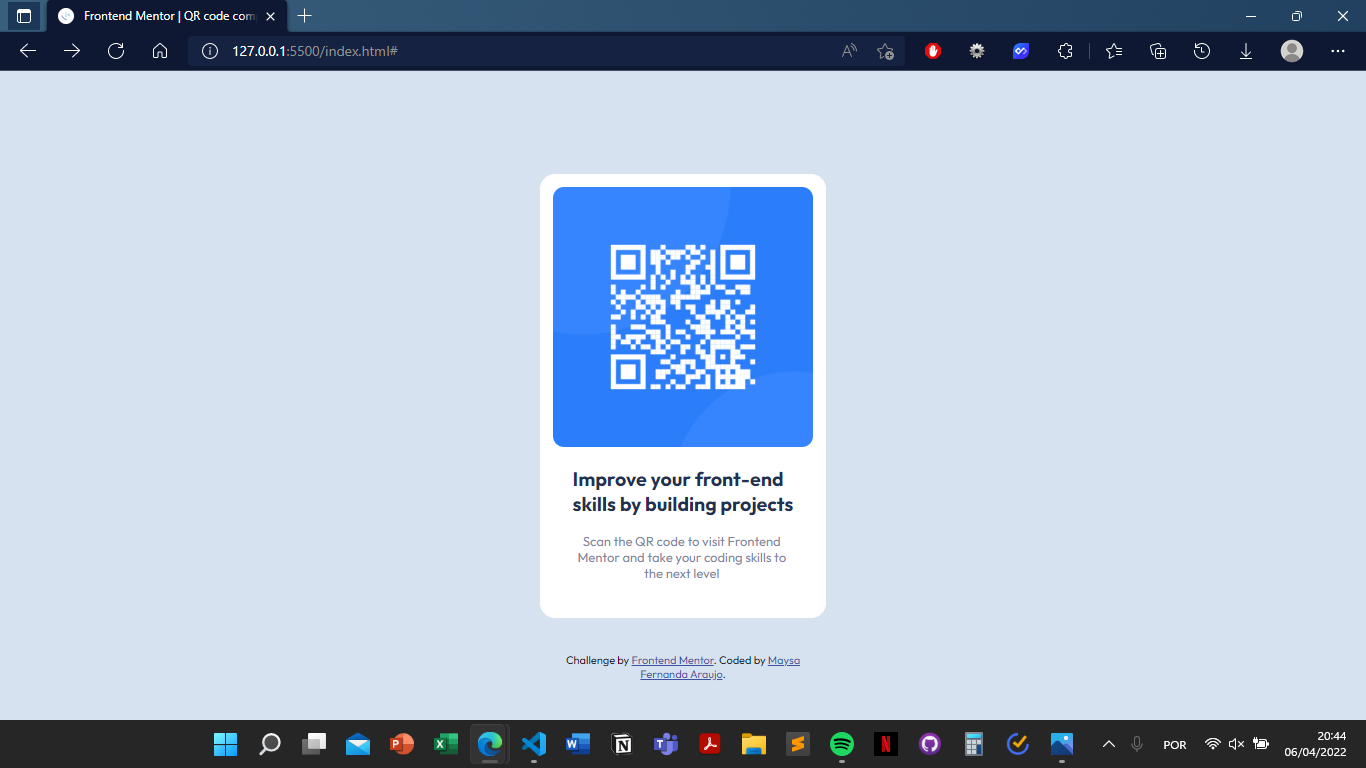 Frontend Mentor | QR code com
127.0.0.1:5500/index.html#
Improve your front-end
skills by building projects
Scan the QR code to visit Frontend
Mentor and take your coding skills to
the next level
Challenge by Frontend Mentor. Coded by Maysa
Fernanda Araujo.
POR
20:44
06/04/2022